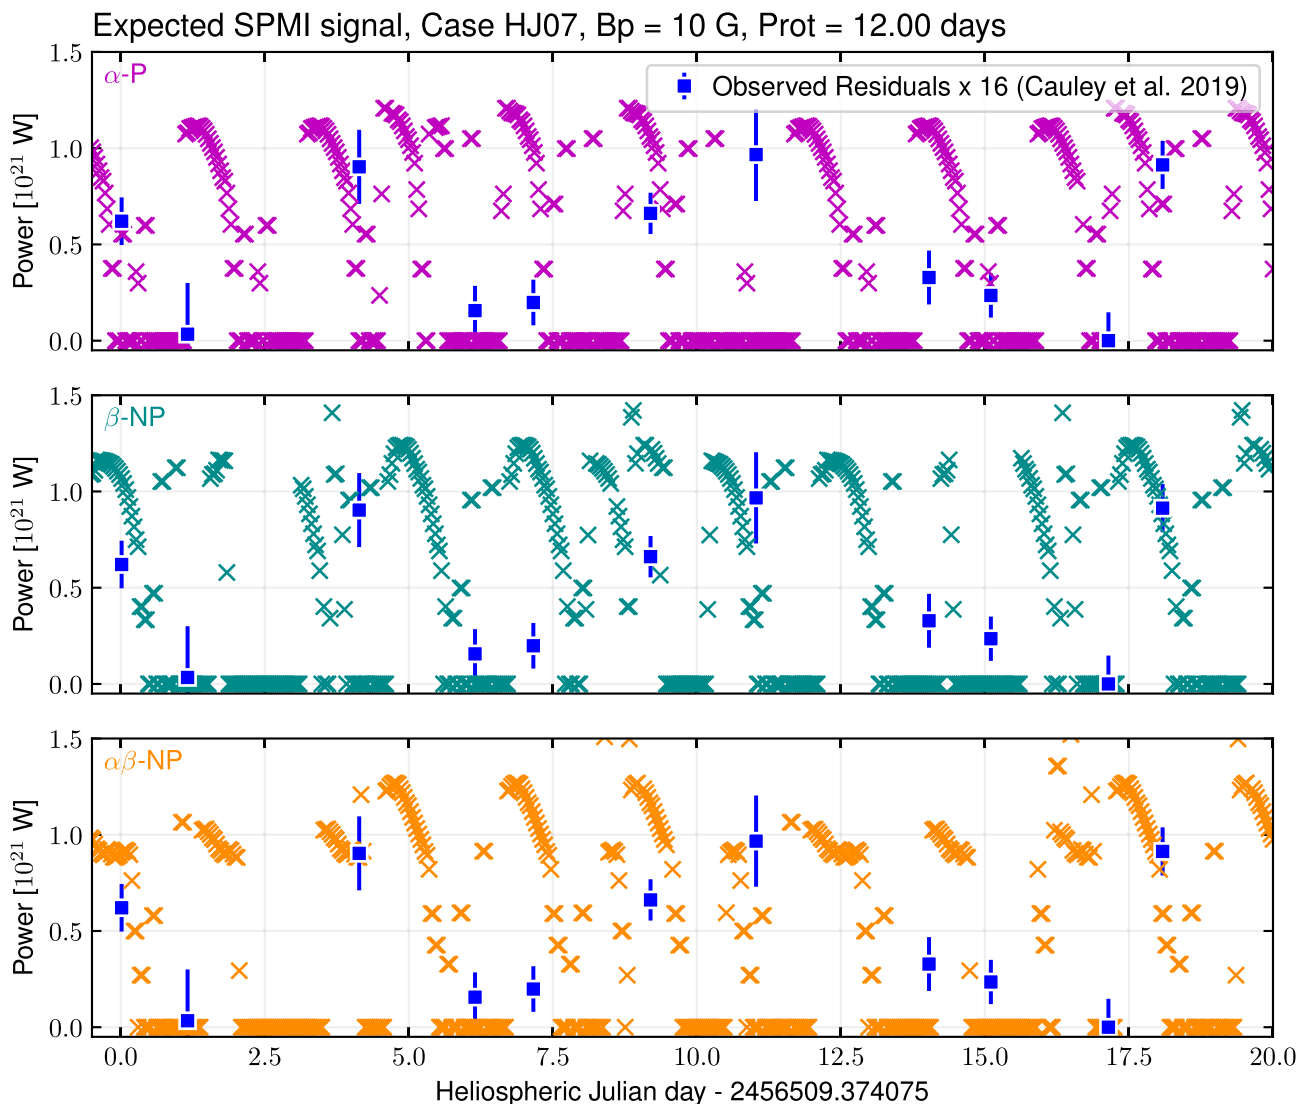 Expected SPMI signal, Case HJ07, Bp = 10 G, Prot = 12.00 days
1.5
α-P
Observed Residuals x 16 (Cauley et al. 2019)
1.0
0.5
0.0
Power [10²¹ W]
1.5
β-NP
1.0
0.5
0.0
Power [10²¹ W]
1.5
αβ-NP
1.0
0.5
0.0
Power [10²¹ W]
0.0 2.5 5.0 7.5 10.0 12.5 15.0 17.5 20.0
Heliospheric Julian day - 2456509.374075